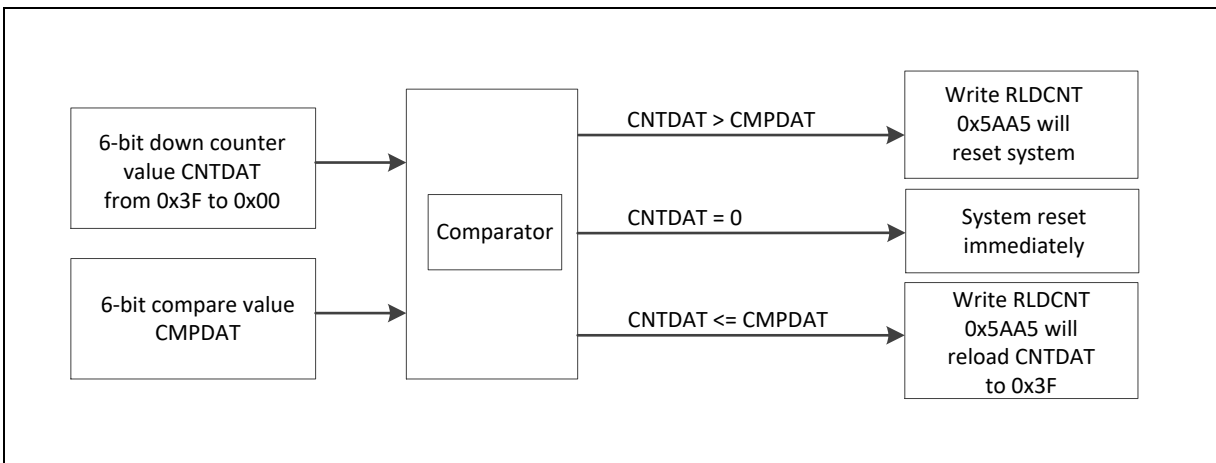 6-bit down counter
value CNTDAT
from 0x3F to 0x00
6-bit compare value
CMPDAT
Comparator
CNTDAT > CMPDAT
CNTDAT = 0
CNTDAT <= CMPDAT
Write RLDCNT
0x5AA5 will
reset system
System reset
immediately
Write RLDCNT
0x5AA5 will
reload CNTDAT
to 0x3F